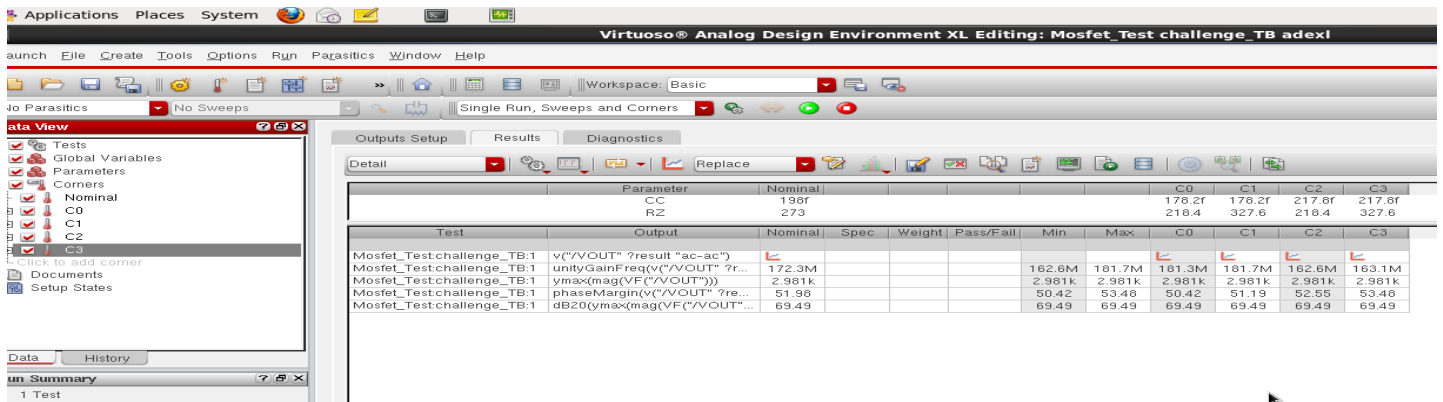 Applications Places System
Virtuoso® Analog Design Environment XL Editing: Mosfet_Test challenge_TB adexl
aunch File Create Tools Options Run Parasitics Window Help
» Workspace: Basic
No Parasitics No Sweeps Single Run, Sweeps and Corners
ata View
Tests
Global Variables
Parameters
Corners
Nominal
C0
C1
C2
C3
Click to add corner
Documents
Setup States
Data History
un Summary
1 Test
Outputs Setup Results Diagnostics
Detail Replace
Parameter Nominal C0 C1 C2 C3
CC 198f 178.2f 178.2f 217.8f 217.8f
RZ 273 218.4 327.6 218.4 327.6
Test Output Nominal Spec Weight Pass/Fail Min Max C0 C1 C2 C3
Mosfet_Test:challenge_TB:1 v("/VOUT" ?result "ac-ac")
Mosfet_Test:challenge_TB:1 unityGainFreq(v("/VOUT" ?r... 172.3M 162.6M 181.7M 181.3M 181.7M 162.6M 163.1M
Mosfet_Test:challenge_TB:1 ymax(mag(VF("/VOUT"))) 2.981k 2.981k 2.981k 2.981k 2.981k 2.981k 2.981k
Mosfet_Test:challenge_TB:1 phaseMargin(v("/VOUT" ?re... 51.98 50.42 53.48 50.42 51.19 52.55 53.48
Mosfet_Test:challenge_TB:1 dB20(ymax(mag(VF("/VOUT"... 69.49 69.49 69.49 69.49 69.49 69.49 69.49